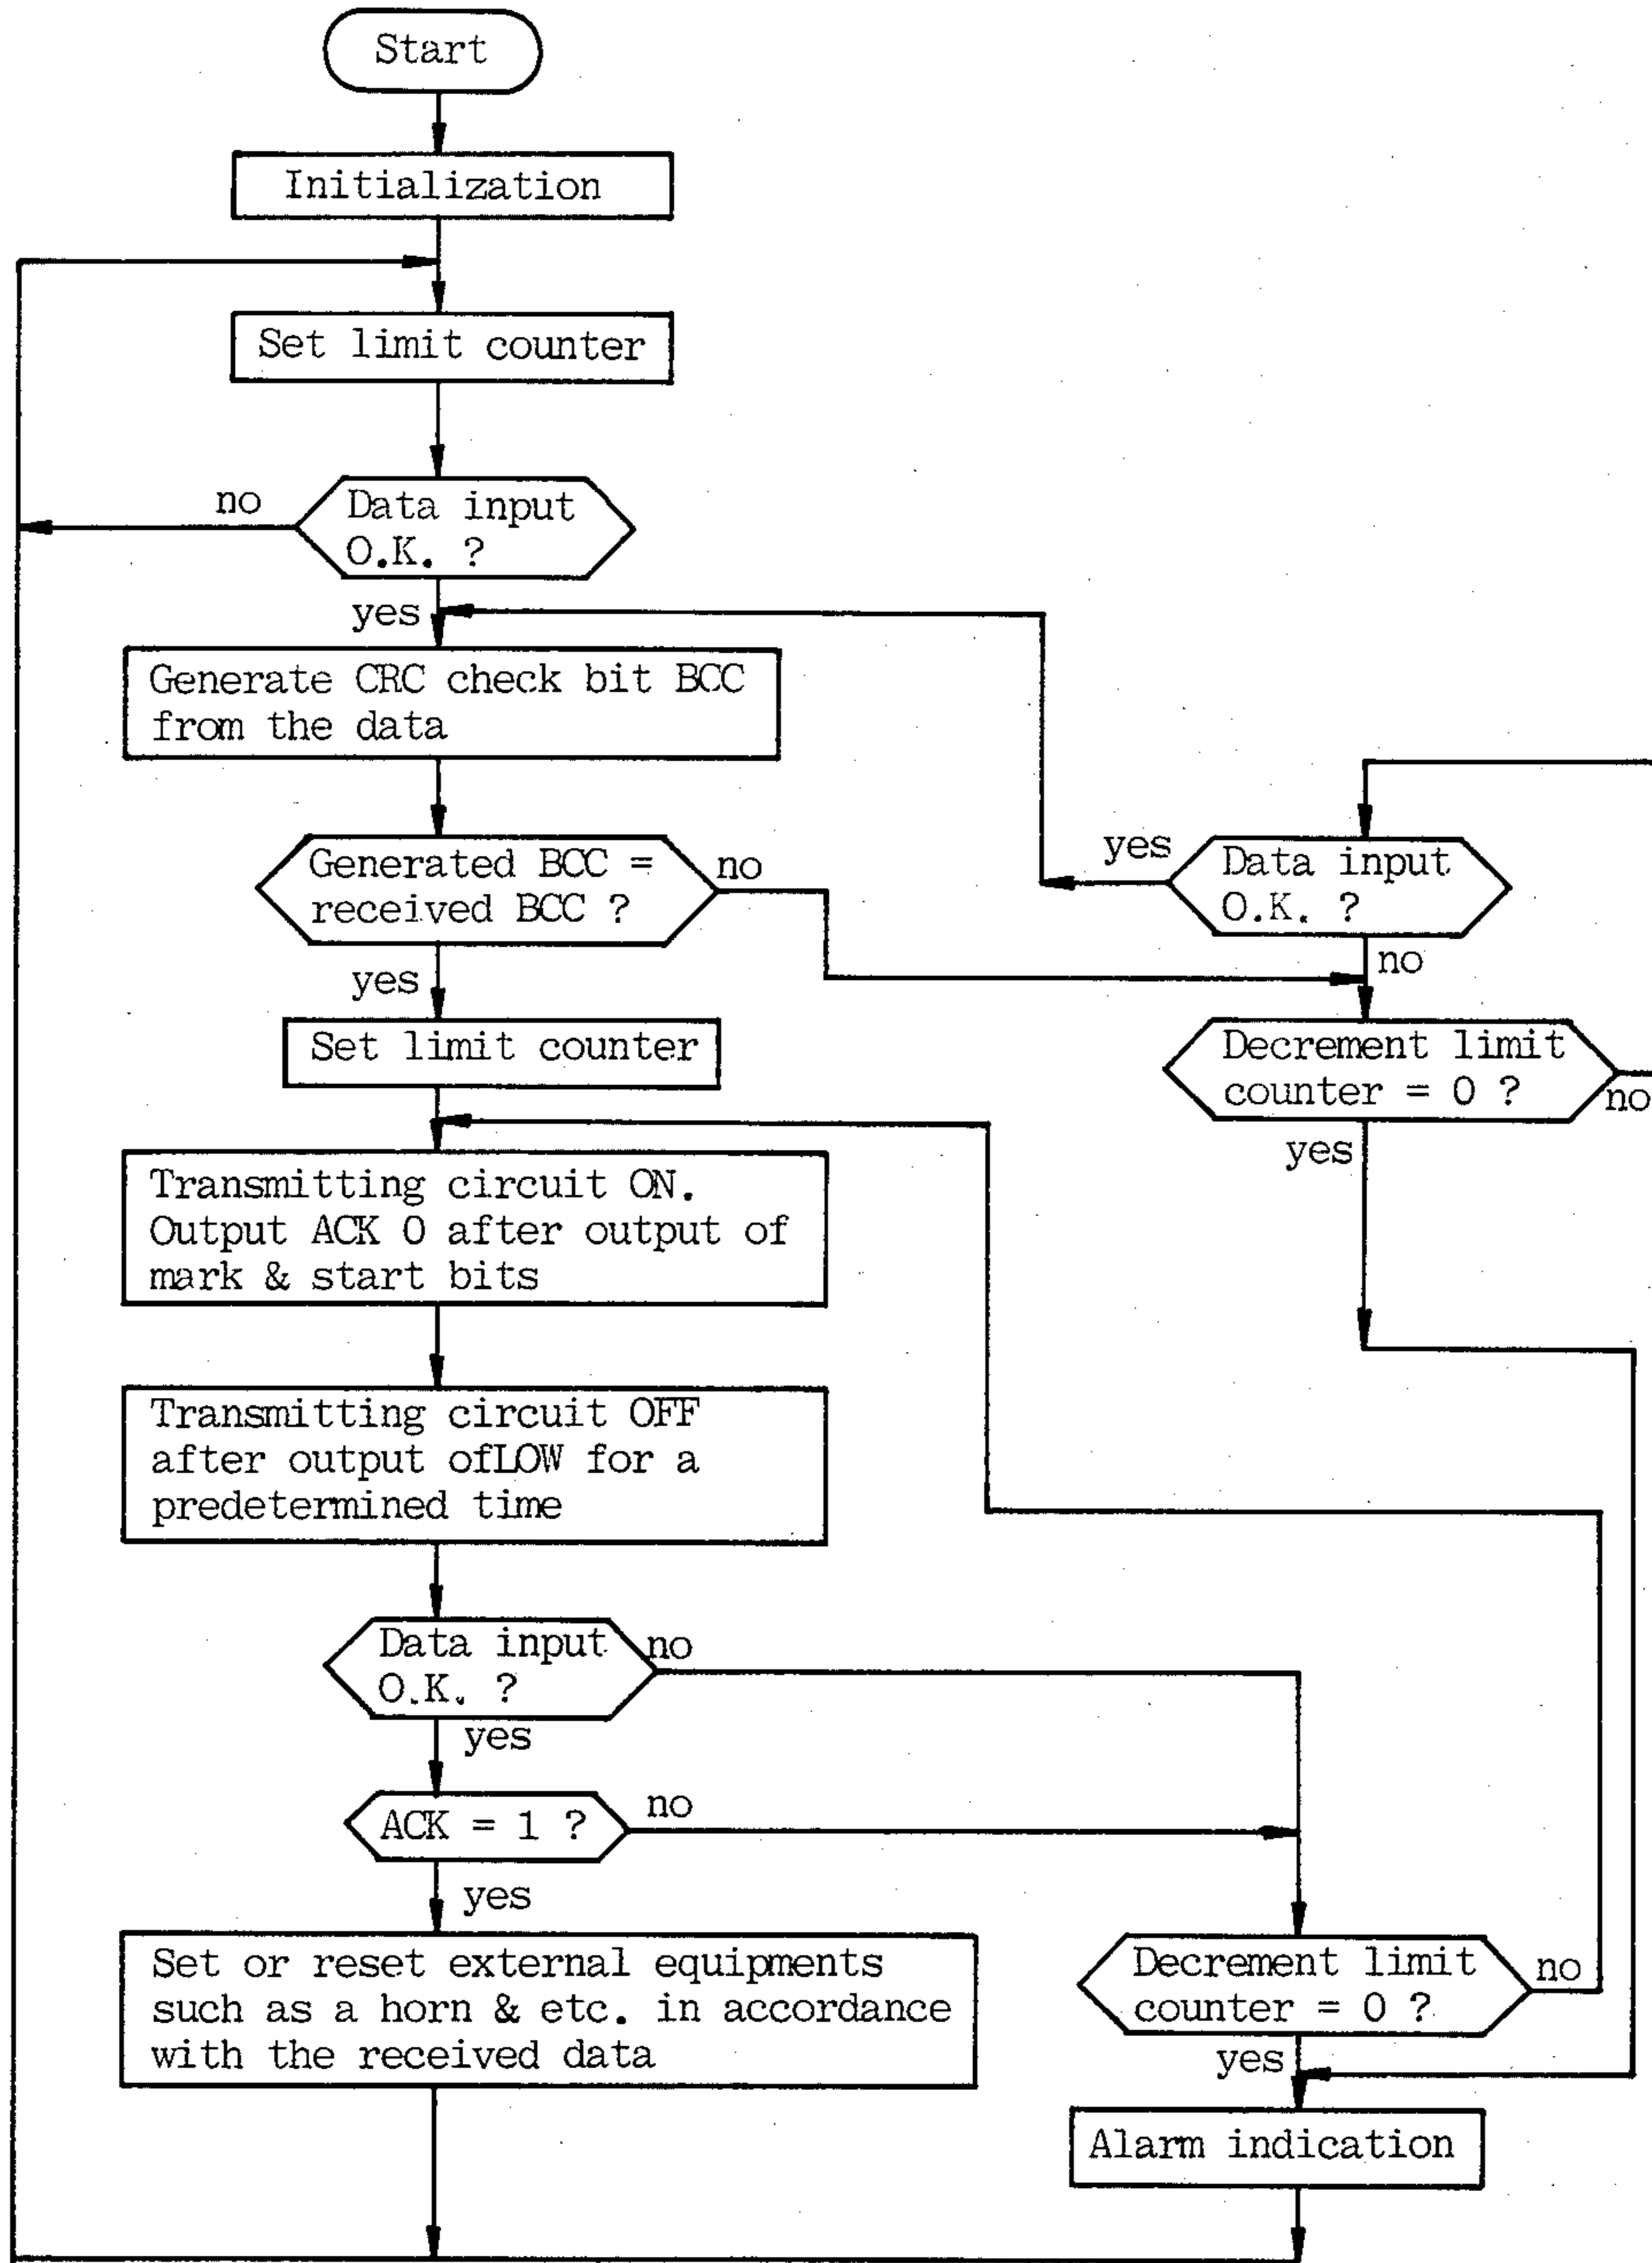 Start
Initialization
Set limit counter
no
Data input
O.K. ?
yes
Generate CRC check bit BCC
from the data
Generated BCC =
received BCC ?
no
yes
Data input
O.K. ?
no
yes
Set limit counter
Decrement limit
counter = 0 ?
no
yes
Transmitting circuit ON.
Output ACK 0 after output of
mark & start bits
Transmitting circuit OFF
after output ofLOW for a
predetermined time
Data input
O.K. ?
no
yes
ACK = 1 ?
no
yes
Set or reset external equipments
such as a horn & etc. in accordance
with the received data
Decrement limit
counter = 0 ?
no
yes
Alarm indication